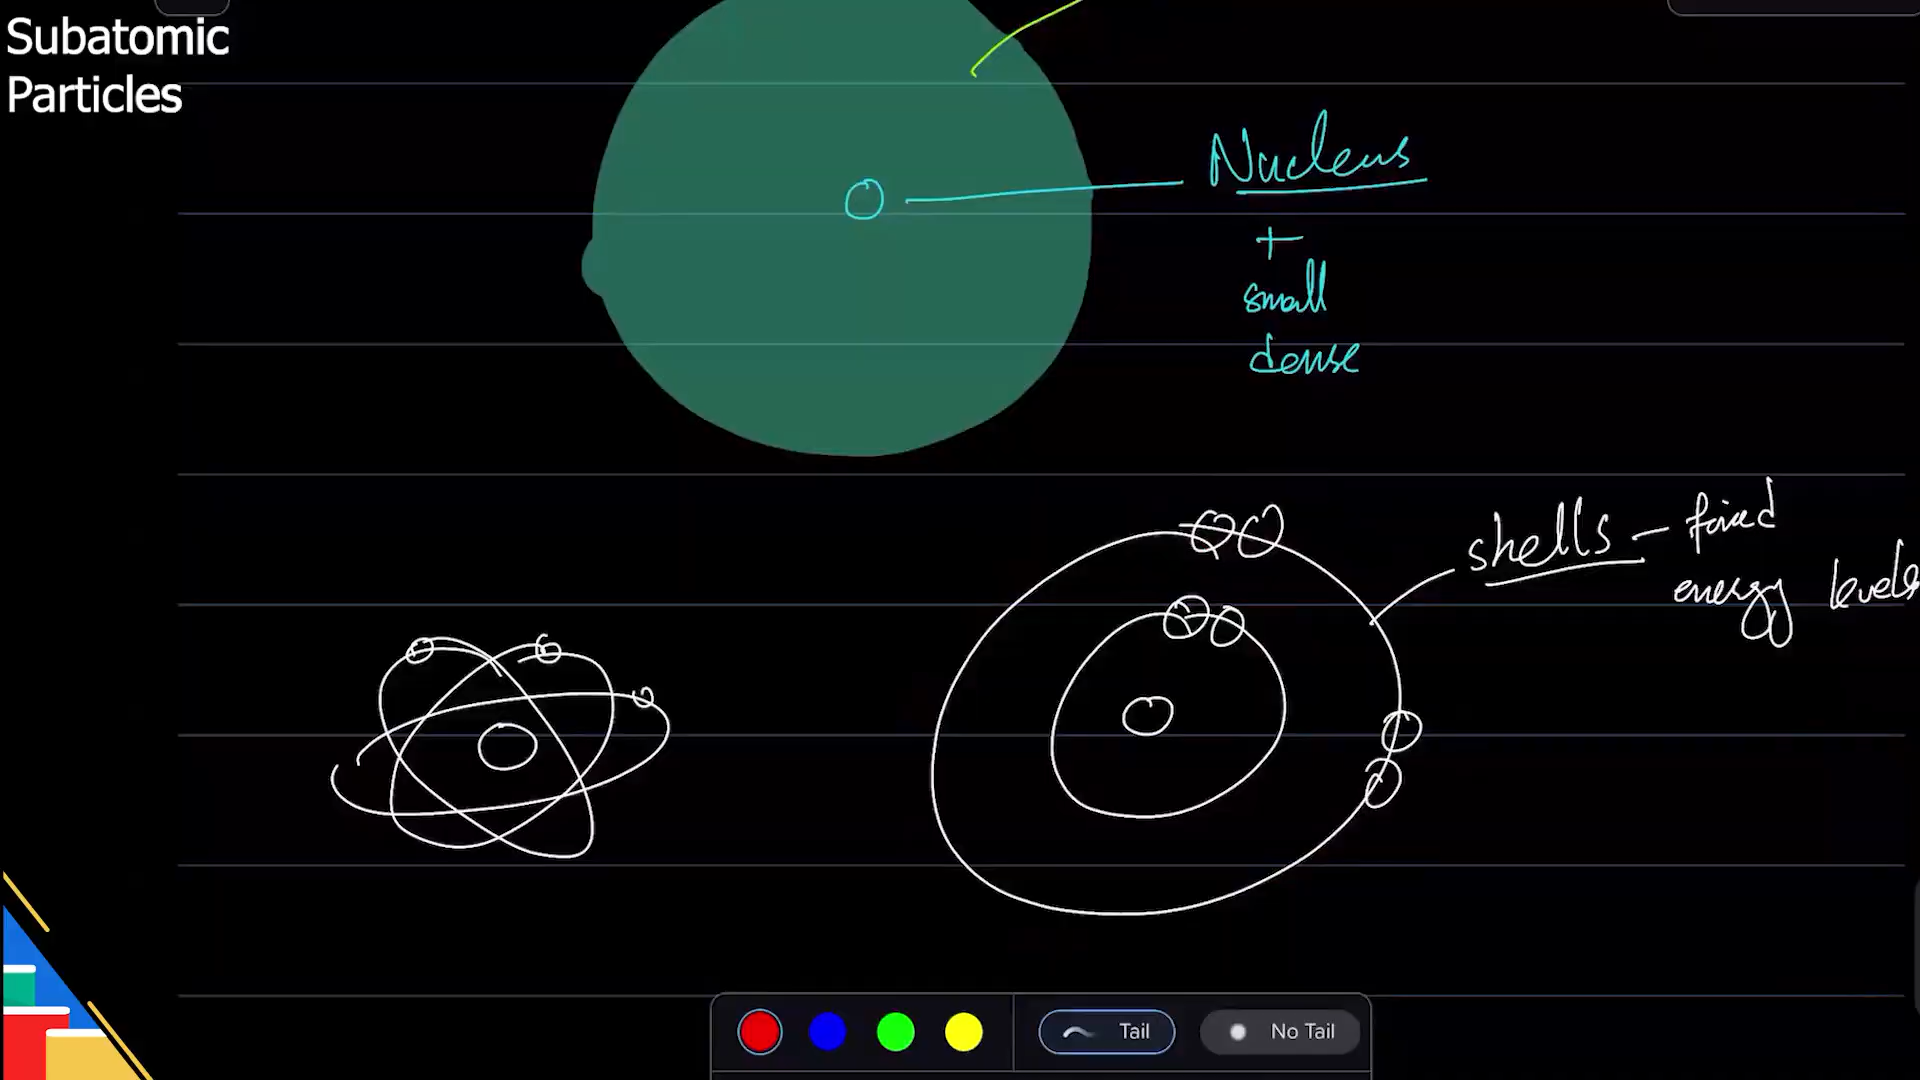 Subatomic
Particles
Nucleus
+
small
dense
shells - fixed
energy levels
Tail
No Tail